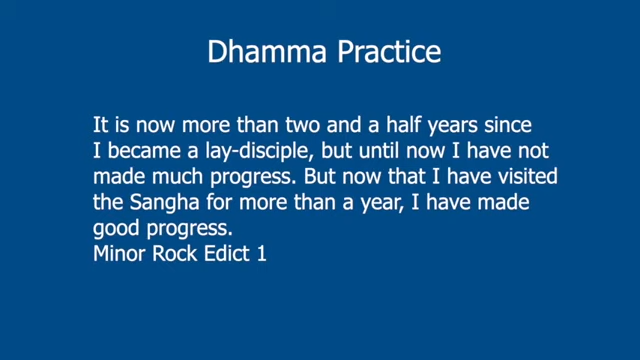 Dhamma Practice
It is now more than two and a half years since
I became a lay-disciple, but until now I have not
made much progress. But now that I have visited
the Sangha for more than a year, I have made
good progress.
Minor Rock Edict 1